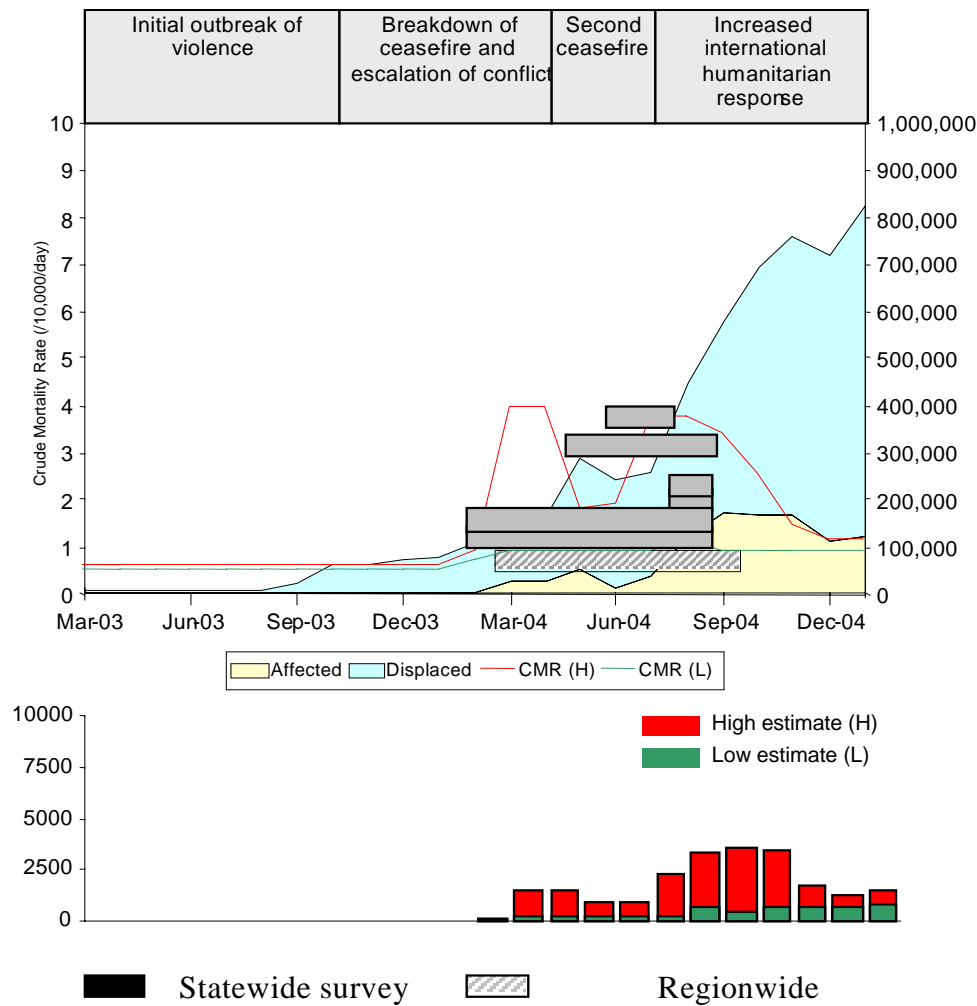 Initial outbreak of
violence
Breakdown of
cease-fire and
escalation of conflict
Second
cease-fire
Increased
international
humanitarian
response
Crude Mortality Rate (/10,000/day)
10
9
8
7
6
5
4
3
2
1
0
1,000,000
900,000
800,000
700,000
600,000
500,000
400,000
300,000
200,000
100,000
0
Mar-03 Jun-03 Sep-03 Dec-03 Mar-04 Jun-04 Sep-04 Dec-04
Affected Displaced CMR (H) CMR (L)
10000
7500
5000
2500
0
High estimate (H)
Low estimate (L)
Statewide survey Regionwide